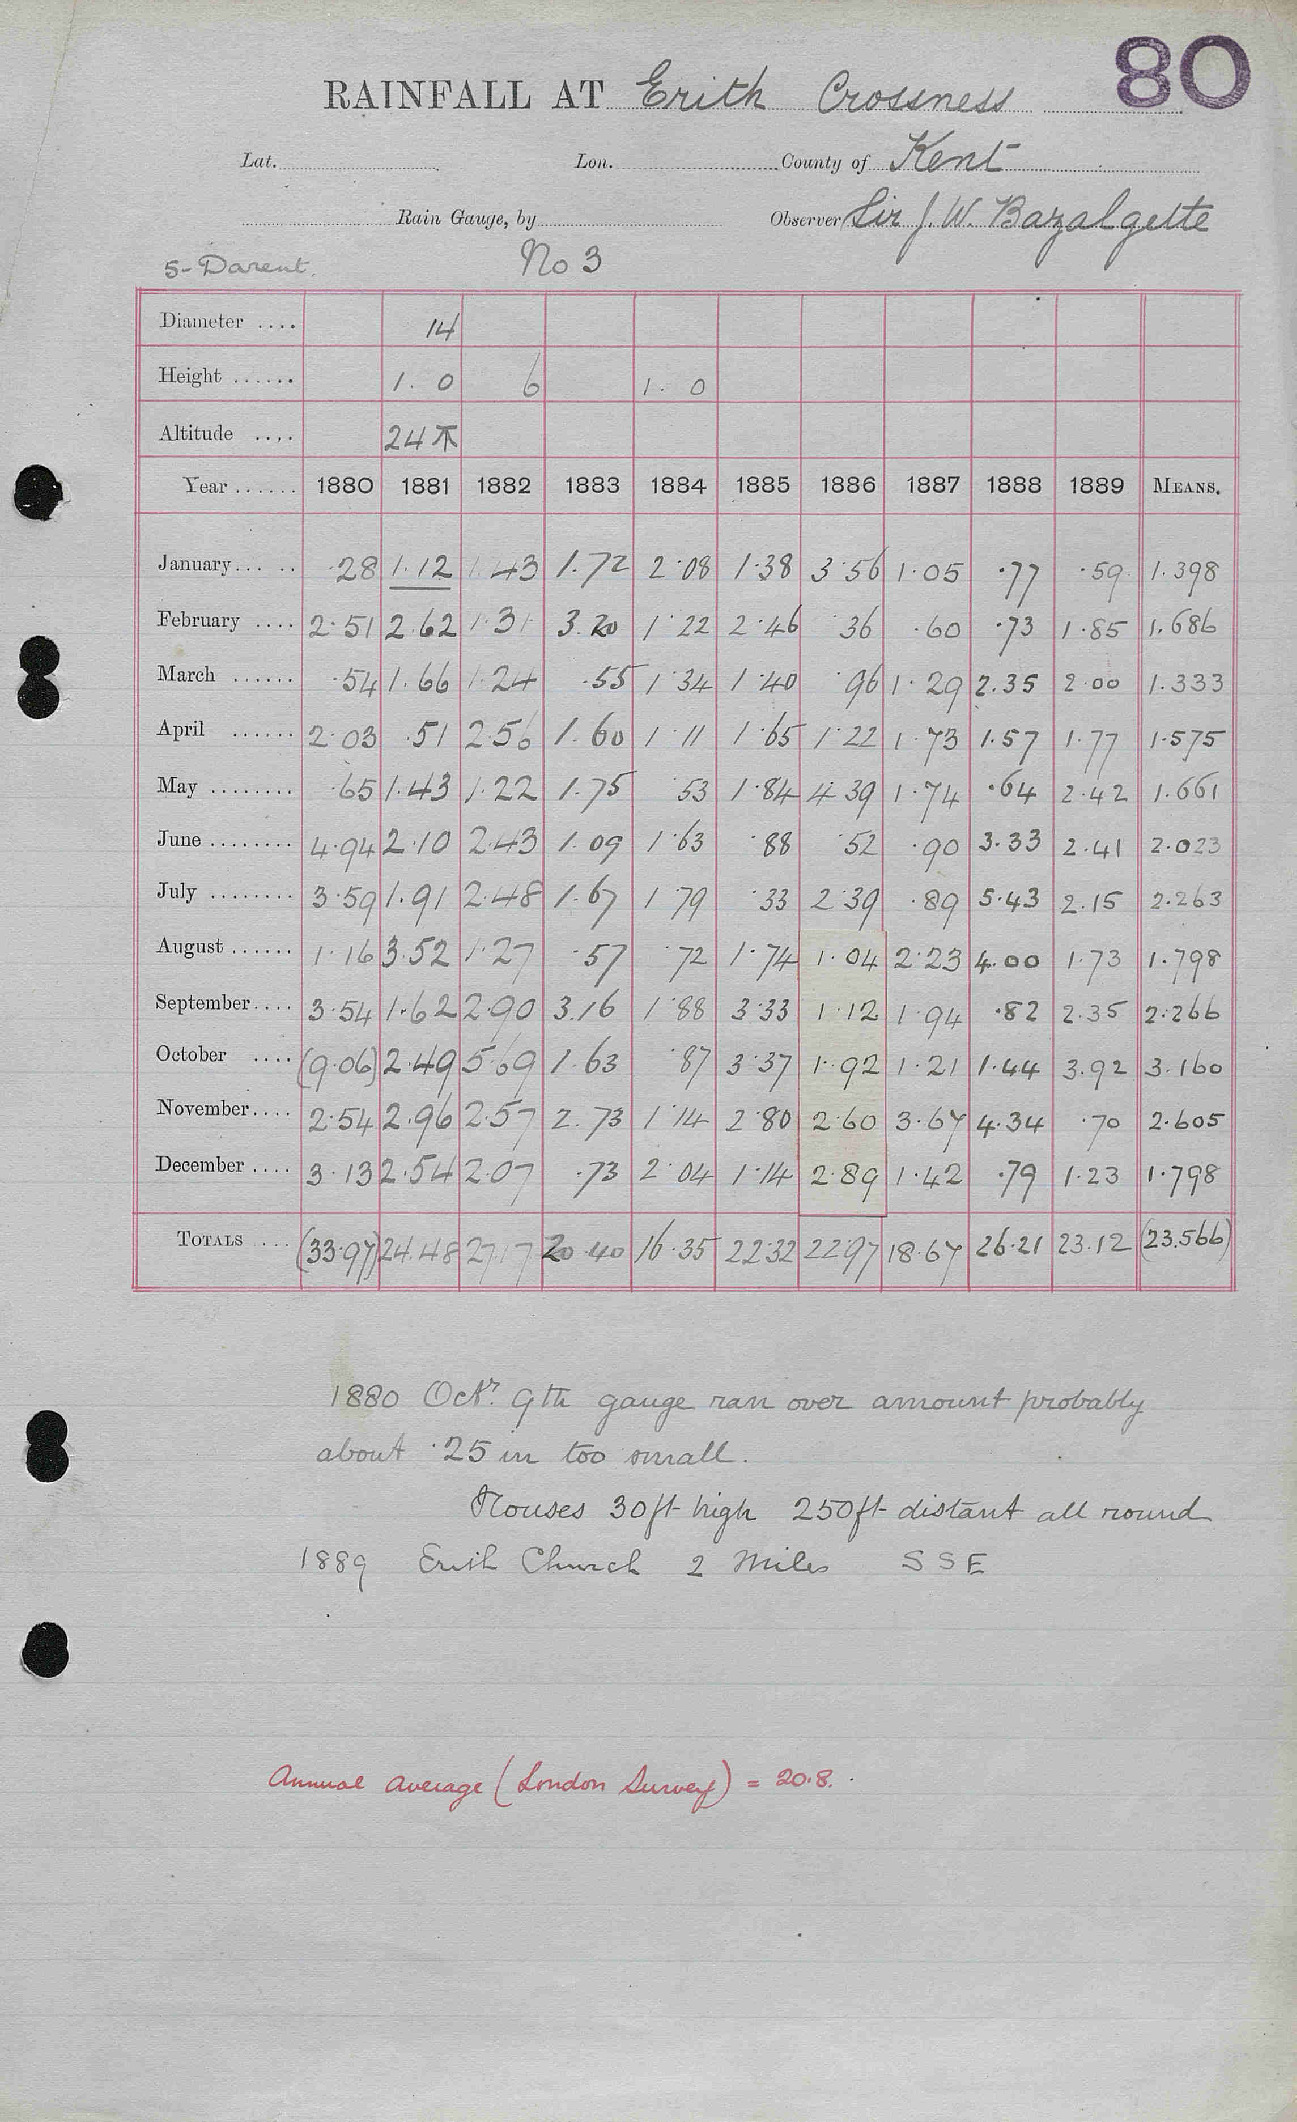 80
RAINFALL AT Erith Crossness
Lat. Lon. County of Kent
Rain Gauge, by Observer Sir J. W. Bazalgette
5-Darent. No 3
Diameter .... 14
Height ...... 1. 0 6 1. 0
Altitude .... 24
Year ...... 1880 1881 1882 1883 1884 1885 1886 1887 1888 1889 MEANS.
January... .. .28 1.12 1.43 1.72 2.08 1.38 3.56 1.05 .77 .59 1.398
February .... 2.51 2.62 1.31 3.20 1.22 2.46 .36 .60 .73 1.85 1.686
March ...... .54 1.66 1.24 .55 1.34 1.40 .96 1.29 2.35 2.00 1.333
April ...... 2.03 .51 2.56 1.60 1.11 1.65 1.22 1.73 1.57 1.77 1.575
May ........ .65 1.43 1.22 1.75 .53 1.84 4.39 1.74 .64 2.42 1.661
June ........ 4.94 2.10 2.43 1.09 1.63 .88 .52 .90 3.33 2.41 2.023
July ........ 3.59 1.91 2.48 1.67 1.79 .33 2.39 .89 5.43 2.15 2.263
August ...... 1.16 3.52 1.27 .57 .72 1.74 1.04 2.23 4.00 1.73 1.798
September.... 3.54 1.62 2.90 3.16 1.88 3.33 1.12 1.94 .82 2.35 2.266
October .... (9.06) 2.49 5.69 1.63 .87 3.37 1.92 1.21 1.44 3.92 3.160
November.... 2.54 2.96 2.57 2.73 1.14 2.80 2.60 3.67 4.34 .70 2.605
December .... 3.13 2.54 2.07 .73 2.04 1.14 2.89 1.42 .79 1.23 1.798
TOTALS .... (33.97) 24.48 27.17 20.40 16.35 22.32 22.97 18.67 26.21 23.12 (23.566)
1880 Octr. 9th gauge ran over amount probably
about .25 in too small.
Houses 30ft high 250ft distant all round
1889 Erith Church 2 Miles SSE
Annual average (London Survey) = 20.8.